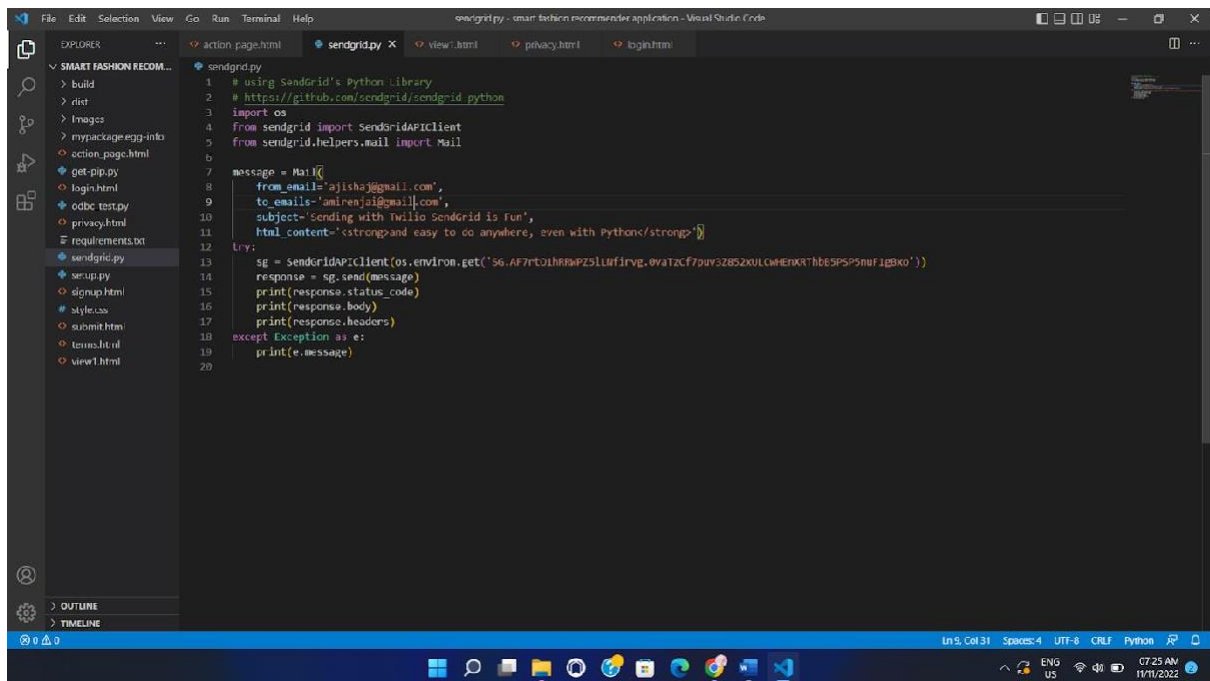 File Edit Selection View Go Run Terminal Help
sendgrid.py - smart fashion recommender application - Visual Studio Code
EXPLORER
action_page.html
sendgrid.py
view1.html
privacy.html
login.html
SMART FASHION RECOM...
build
dist
Images
mypackage.egg-info
action_page.html
get-pip.py
login.html
odbc_test.py
privacy.html
requirements.txt
sendgrid.py
setup.py
signup.html
style.css
submit.html
terms.html
view1.html
OUTLINE
TIMELINE
sendgrid.py
1 # using SendGrid's Python Library
2 # https://github.com/sendgrid/sendgrid-python
3 import os
4 from sendgrid import SendGridAPIClient
5 from sendgrid.helpers.mail import Mail
6
7 message = Mail(
8 from_email='ajishaj@gmail.com',
9 to_emails='amirenjai@gmail.com',
10 subject='Sending with Twilio SendGrid is Fun',
11 html_content='<strong>and easy to do anywhere, even with Python</strong>')
12 try:
13 sg = SendGridAPIClient(os.environ.get(' '))
14 response = sg.send(message)
15 print(response.status_code)
16 print(response.body)
17 print(response.headers)
18 except Exception as e:
19 print(e.message)
20
0 0
Ln 9, Col 31 Spaces: 4 UTF-8 CRLF Python
ENG
US
07:25 AM
11/11/2022
2